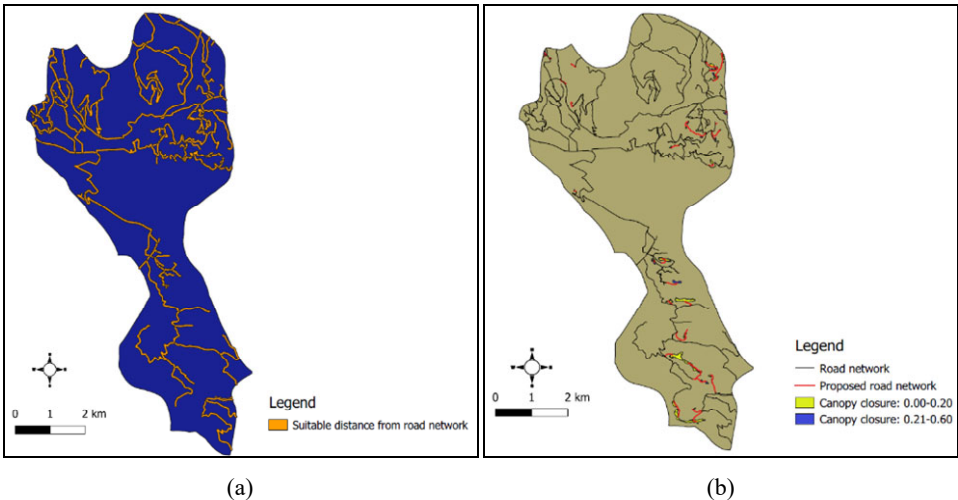 Legend
Suitable distance from road network
0 1 2 km
(a)
Legend
Road network
Proposed road network
Canopy closure: 0.00-0.20
Canopy closure: 0.21-0.60
0 1 2 km
(b)